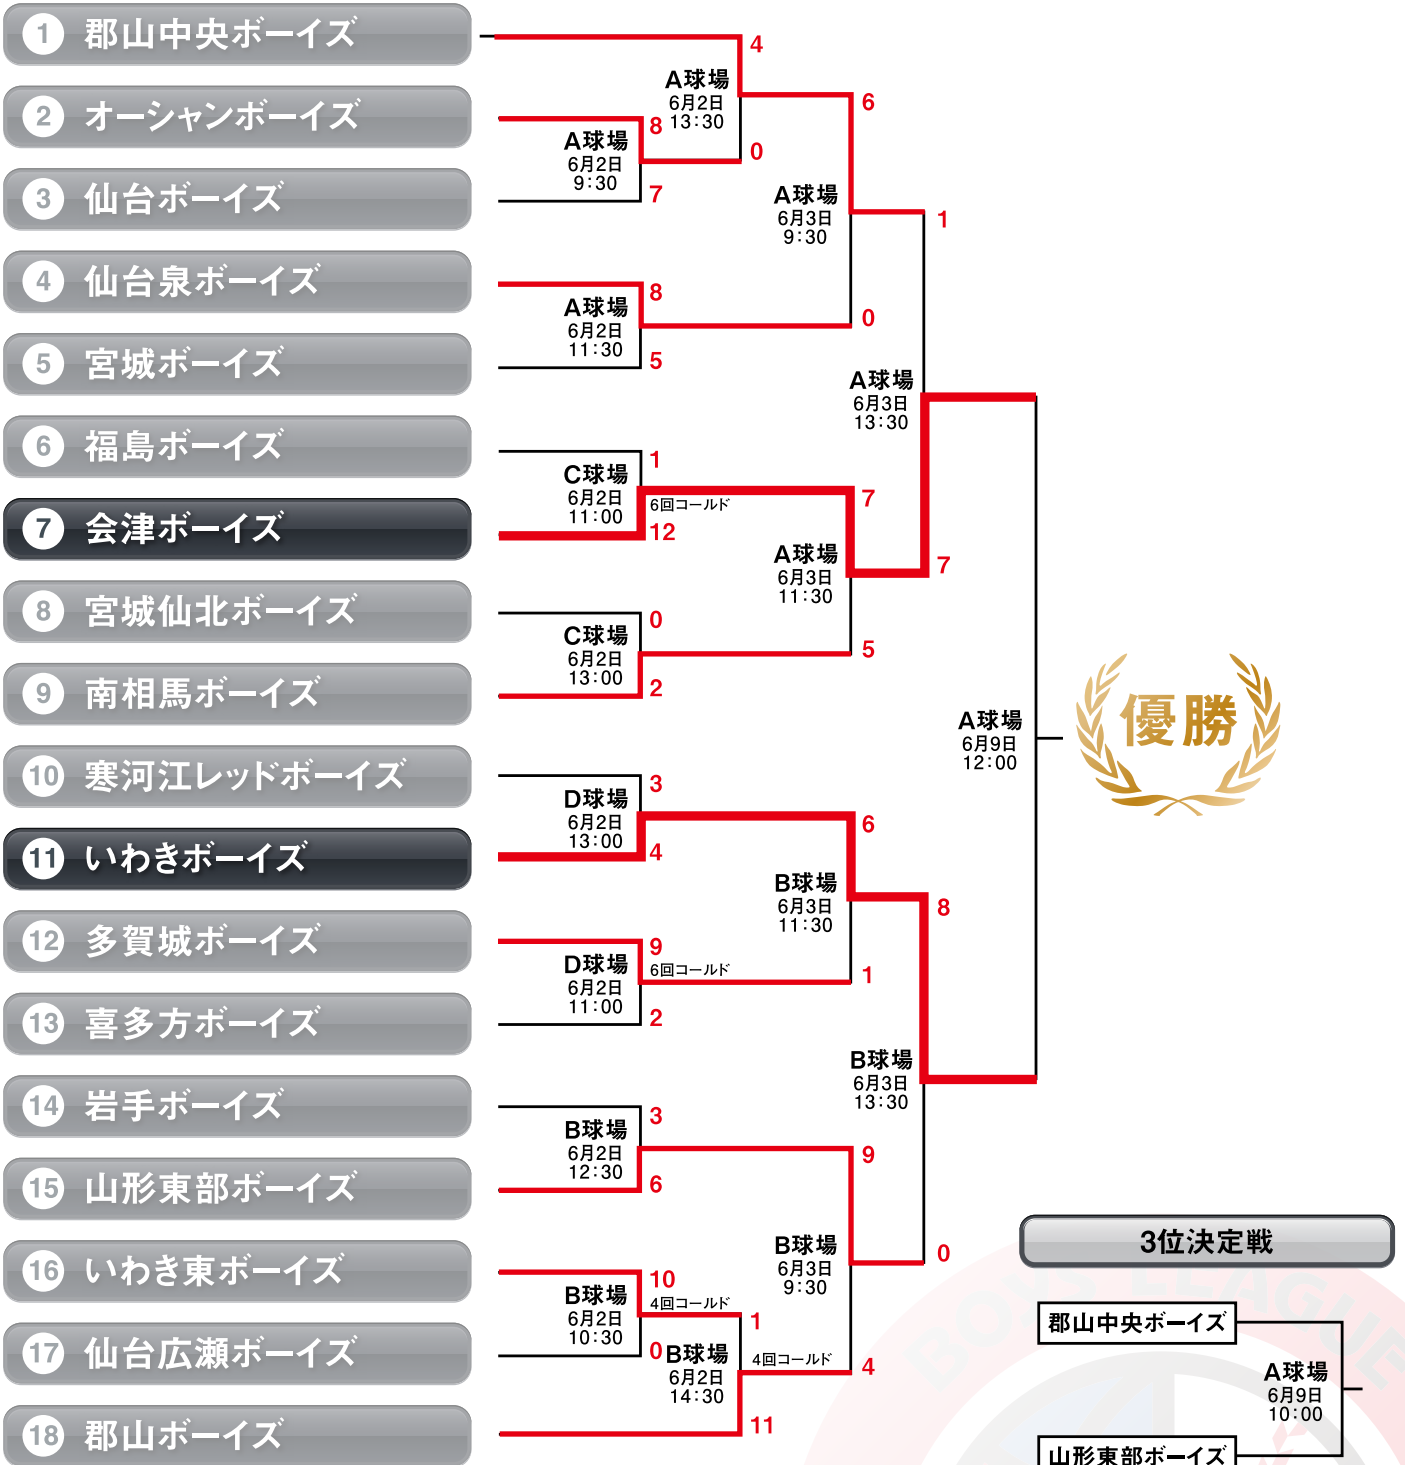 1 郡山中央ボーイズ
2 オーシャンボーイズ
3 仙台ボーイズ
4 仙台泉ボーイズ
5 宮城ボーイズ
6 福島ボーイズ
7 会津ボーイズ
8 宮城仙北ボーイズ
9 南相馬ボーイズ
10 寒河江レッドボーイズ
11 いわきボーイズ
12 多賀城ボーイズ
13 喜多方ボーイズ
14 岩手ボーイズ
15 山形東部ボーイズ
16 いわき東ボーイズ
17 仙台広瀬ボーイズ
18 郡山ボーイズ
A球場
6月2日
9:30
8
7
A球場
6月2日
11:30
8
5
C球場
6月2日
11:00
1
6回コールド
12
C球場
6月2日
13:00
0
2
D球場
6月2日
13:00
3
4
D球場
6月2日
11:00
9
6回コールド
2
B球場
6月2日
12:30
3
6
B球場
6月2日
10:30
10
4回コールド
0
4
A球場
6月2日
13:30
0
1
B球場
6月2日
14:30
4回コールド
11
6
A球場
6月3日
9:30
0
7
A球場
6月3日
11:30
5
6
B球場
6月3日
11:30
1
9
B球場
6月3日
9:30
4
1
A球場
6月3日
13:30
7
8
B球場
6月3日
13:30
0
A球場
6月9日
12:00
優勝
3位決定戦
BOYS LEAGUE
郡山中央ボーイズ
A球場
6月9日
10:00
山形東部ボーイズ